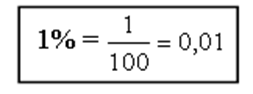 1% = 1/100 = 0,01